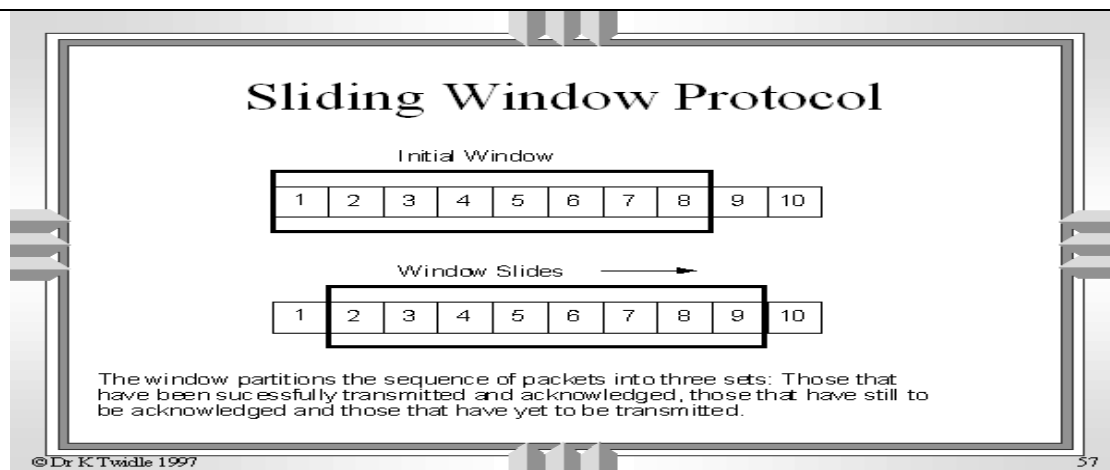 Sliding Window Protocol
Initial Window
1 2 3 4 5 6 7 8 9 10
Window Slides
1 2 3 4 5 6 7 8 9 10
The window partitions the sequence of packets into three sets: Those that
have been sucessfully transmitted and acknowledged, those that have still to
be acknowledged and those that have yet to be transmitted.
© Dr K Twidle 1997
57